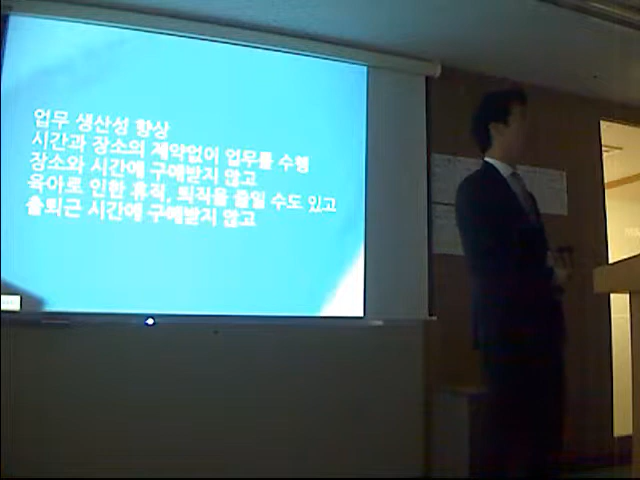 업무 생산성 향상
시간과 장소의 제약없이 업무를 수행
장소와 시간에 구애받지 않고
육아로 인한 휴직, 퇴직을 줄일 수도 있고
출퇴근 시간에 구애받지 않고